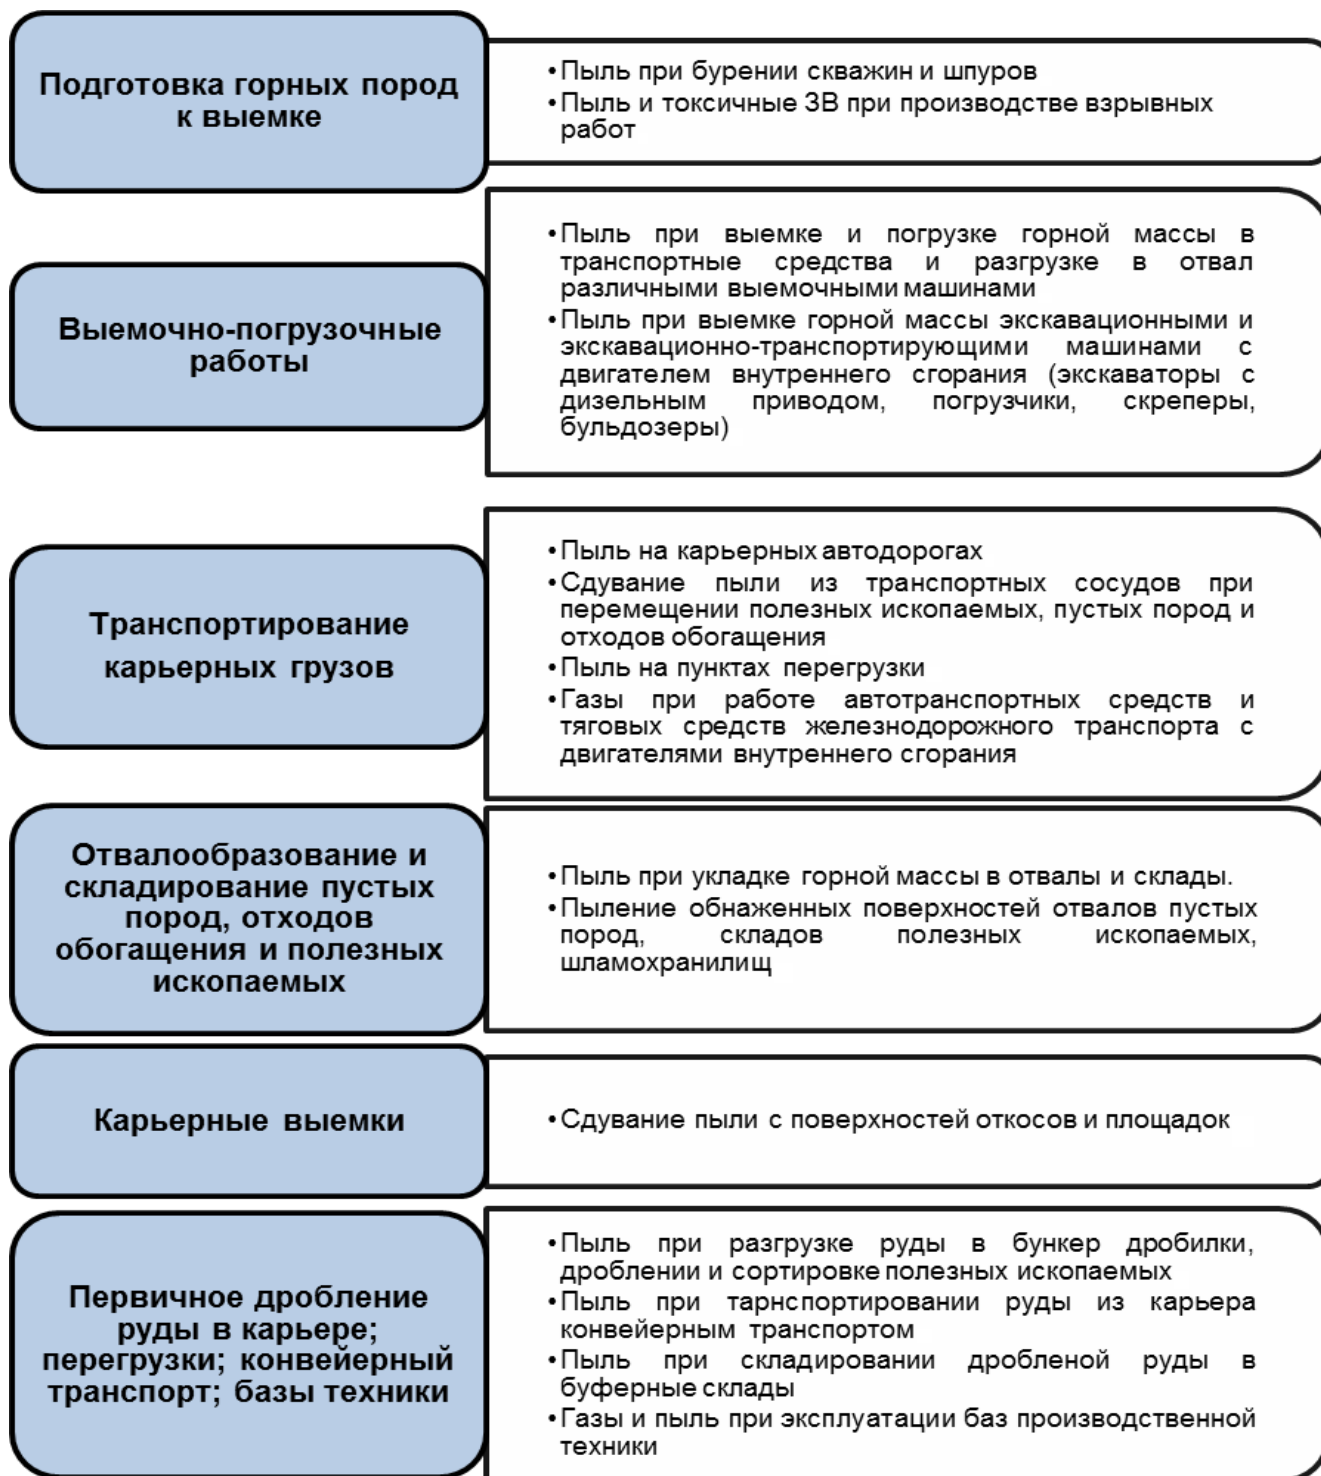 Подготовка горных пород
к выемке
•Пыль при бурении скважин и шпуров
•Пыль и токсичные ЗВ при производстве взрывных
работ
Выемочно-погрузочные
работы
•Пыль при выемке и погрузке горной массы в
транспортные средства и разгрузке в отвал
различными выемочными машинами
•Пыль при выемке горной массы экскавационными и
экскавационно-транспортирующими машинами с
двигателем внутреннего сгорания (экскаваторы с
дизельным приводом, погрузчики, скреперы,
бульдозеры)
Транспортирование
карьерных грузов
•Пыль на карьерных автодорогах
•Сдувание пыли из транспортных сосудов при
перемещении полезных ископаемых, пустых пород и
отходов обогащения
•Пыль на пунктах перегрузки
•Газы при работе автотранспортных средств и
тяговых средств железнодорожного транспорта с
двигателями внутреннего сгорания
Отвалообразование и
складирование пустых
пород, отходов
обогащения и полезных
ископаемых
•Пыль при укладке горной массы в отвалы и склады.
•Пыление обнаженных поверхностей отвалов пустых
пород, складов полезных ископаемых,
шламохранилищ
Карьерные выемки
•Сдувание пыли с поверхностей откосов и площадок
Первичное дробление
руды в карьере;
перегрузки; конвейерный
транспорт; базы техники
•Пыль при разгрузке руды в бункер дробилки,
дроблении и сортировке полезных ископаемых
•Пыль при тарнспортировании руды из карьера
конвейерным транспортом
•Пыль при складировании дробленой руды в
буферные склады
•Газы и пыль при эксплуатации баз производственной
техники